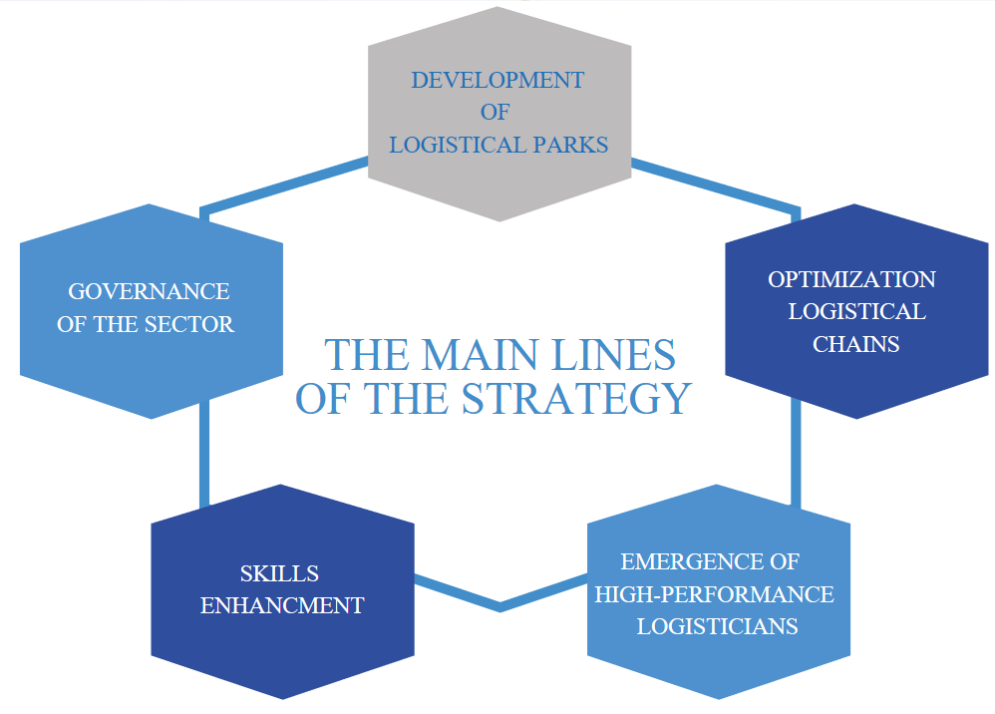 DEVELOPMENT
OF
LOGISTICAL PARKS
GOVERNANCE
OF THE SECTOR
OPTIMIZATION
LOGISTICAL
CHAINS
THE MAIN LINES
OF THE STRATEGY
SKILLS
ENHANCMENT
EMERGENCE OF
HIGH-PERFORMANCE
LOGISTICIANS